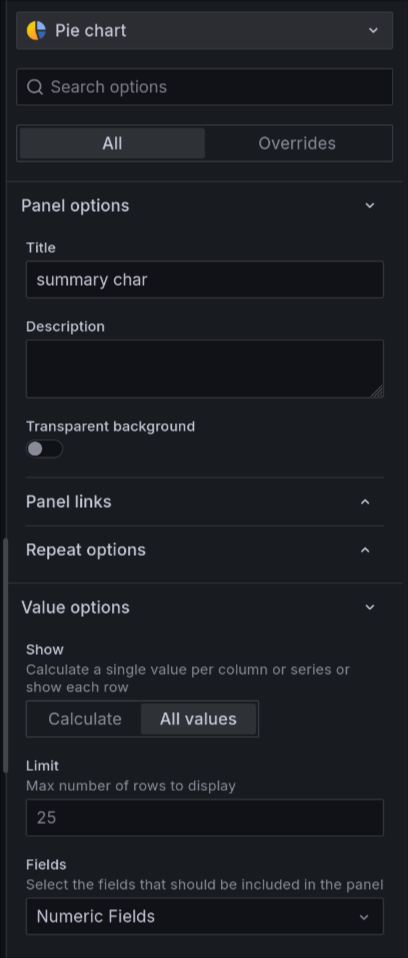 Pie chart
Search options
All
Overrides
Panel options
Title
summary char
Description
Transparent background
Panel links
Repeat options
Value options
Show
Calculate a single value per column or series or
show each row
Calculate
All values
Limit
Max number of rows to display
25
Fields
Select the fields that should be included in the panel
Numeric Fields